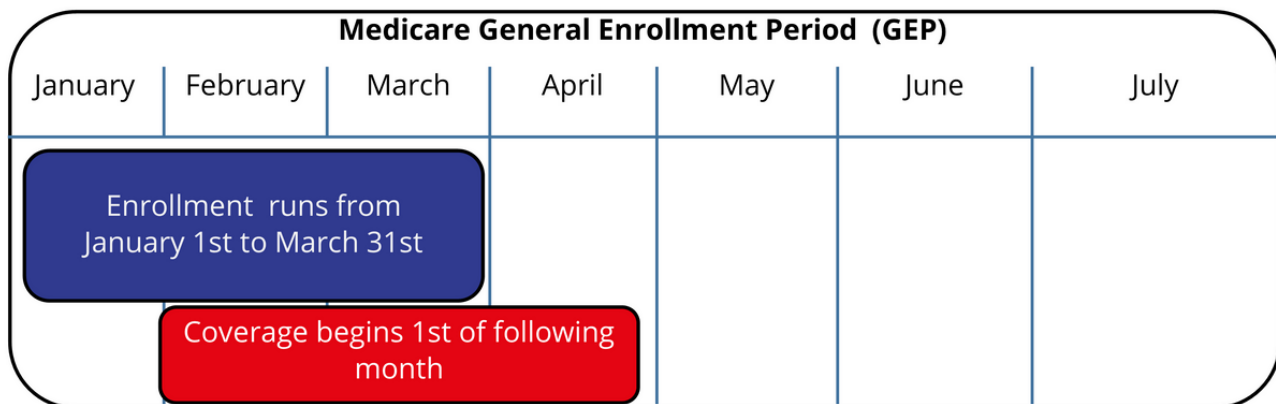 Medicare General Enrollment Period (GEP)
January February March April May June July
Enrollment runs from
January 1st to March 31st
Coverage begins 1st of following
month